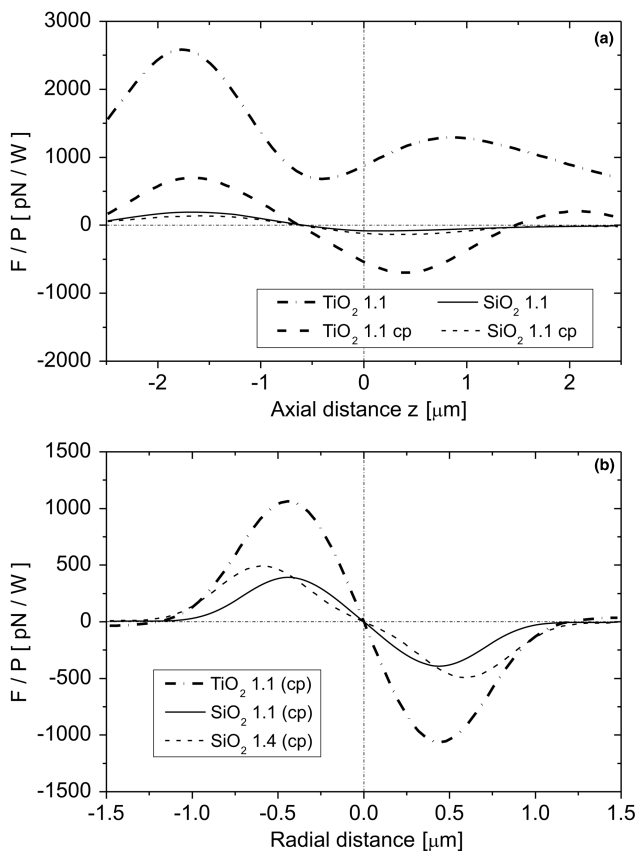 (a)
3000
2000
1000
0
-1000
-2000
F / P [ pN / W ]
TiO₂ 1.1
SiO₂ 1.1
TiO₂ 1.1 cp
SiO₂ 1.1 cp
-2 -1 0 1 2
Axial distance z [μm]
(b)
1500
1000
500
0
-500
-1000
-1500
F / P [ pN / W ]
TiO₂ 1.1 (cp)
SiO₂ 1.1 (cp)
SiO₂ 1.4 (cp)
-1.5 -1.0 -0.5 0.0 0.5 1.0 1.5
Radial distance [μm]